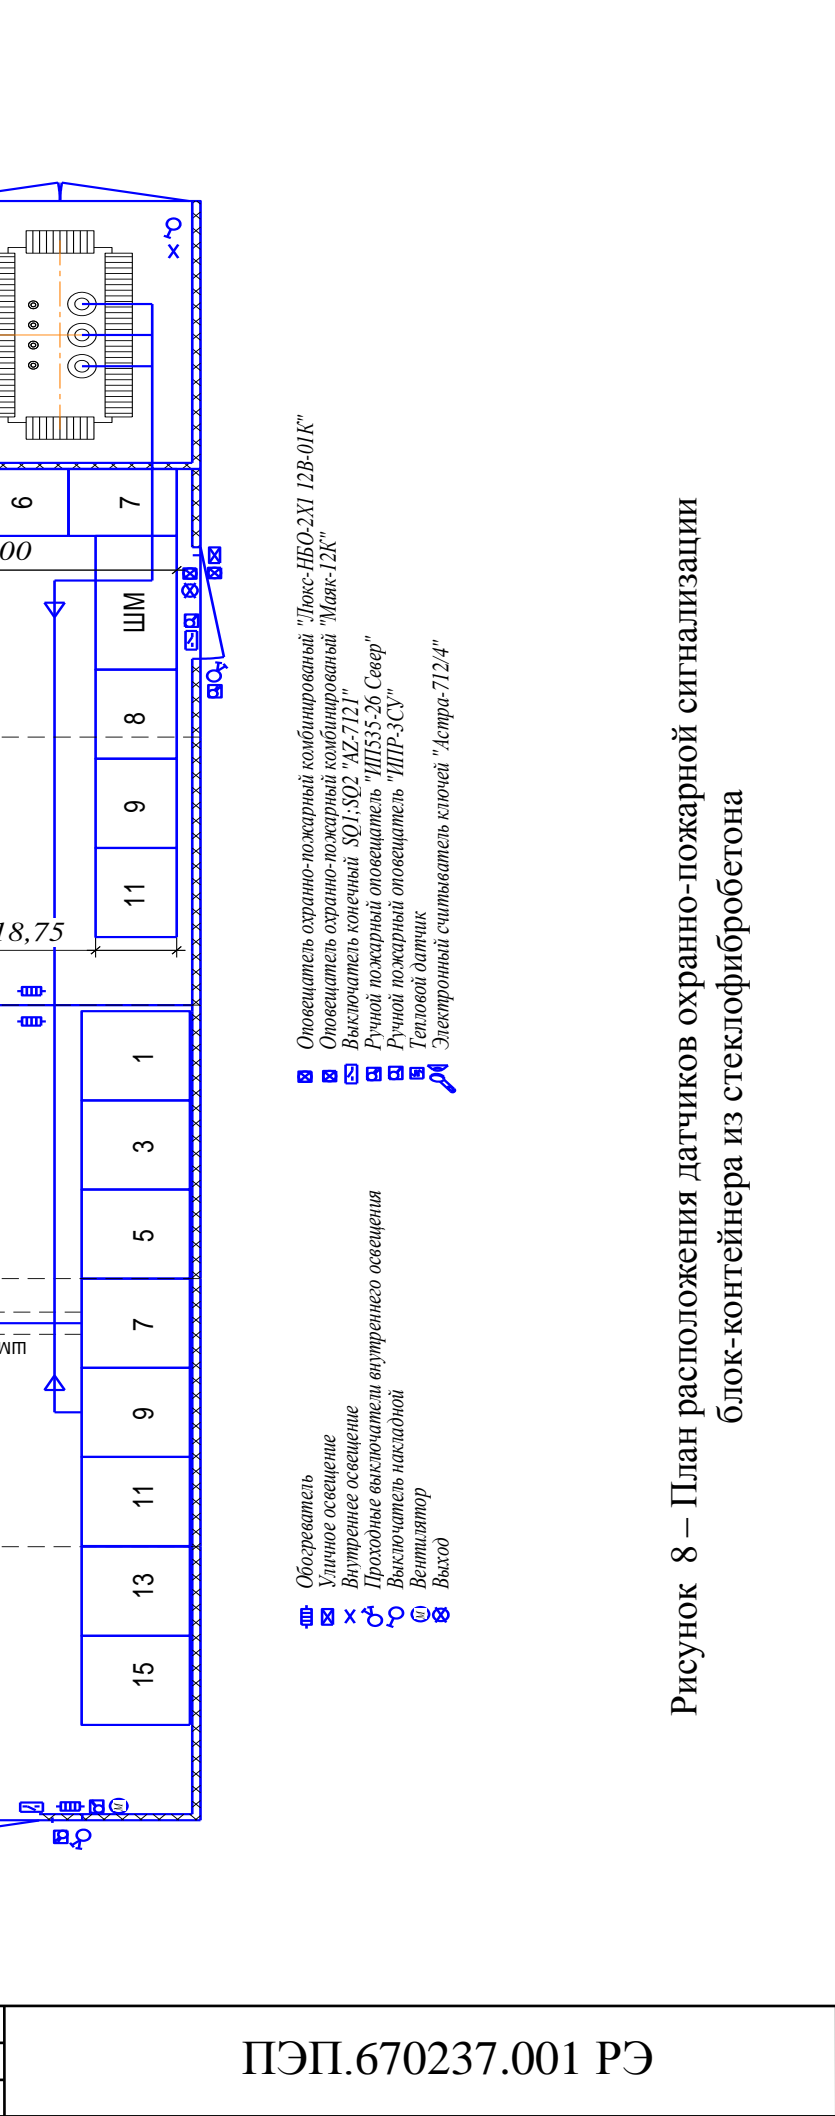 6
7
00
ШМ
8
9
11
18,75
1
3
5
7
9
11
13
15
шм
Оповещатель охранно-пожарный комбинированый "Люкс-НБО-2Х1 12В-01К"
Оповещатель охранно-пожарный комбинированый "Маяк-12К"
Выключатель конечный SQ1;SQ2 "AZ-7121"
Ручной пожарный оповещатель "ИП535-26 Север"
Ручной пожарный оповещатель "ИПР-3СУ"
Тепловой датчик
Электронный считыватель ключей "Астра-712/4"
Обогреватель
Уличное освещение
Внутреннее освещение
Проходные выключатели внутреннего освещения
Выключатель накладной
Вентилятор
Выход
Рисунок 8 – План расположения датчиков охранно-пожарной сигнализации
блок-контейнера из стеклофибробетона
ПЭП.670237.001 РЭ